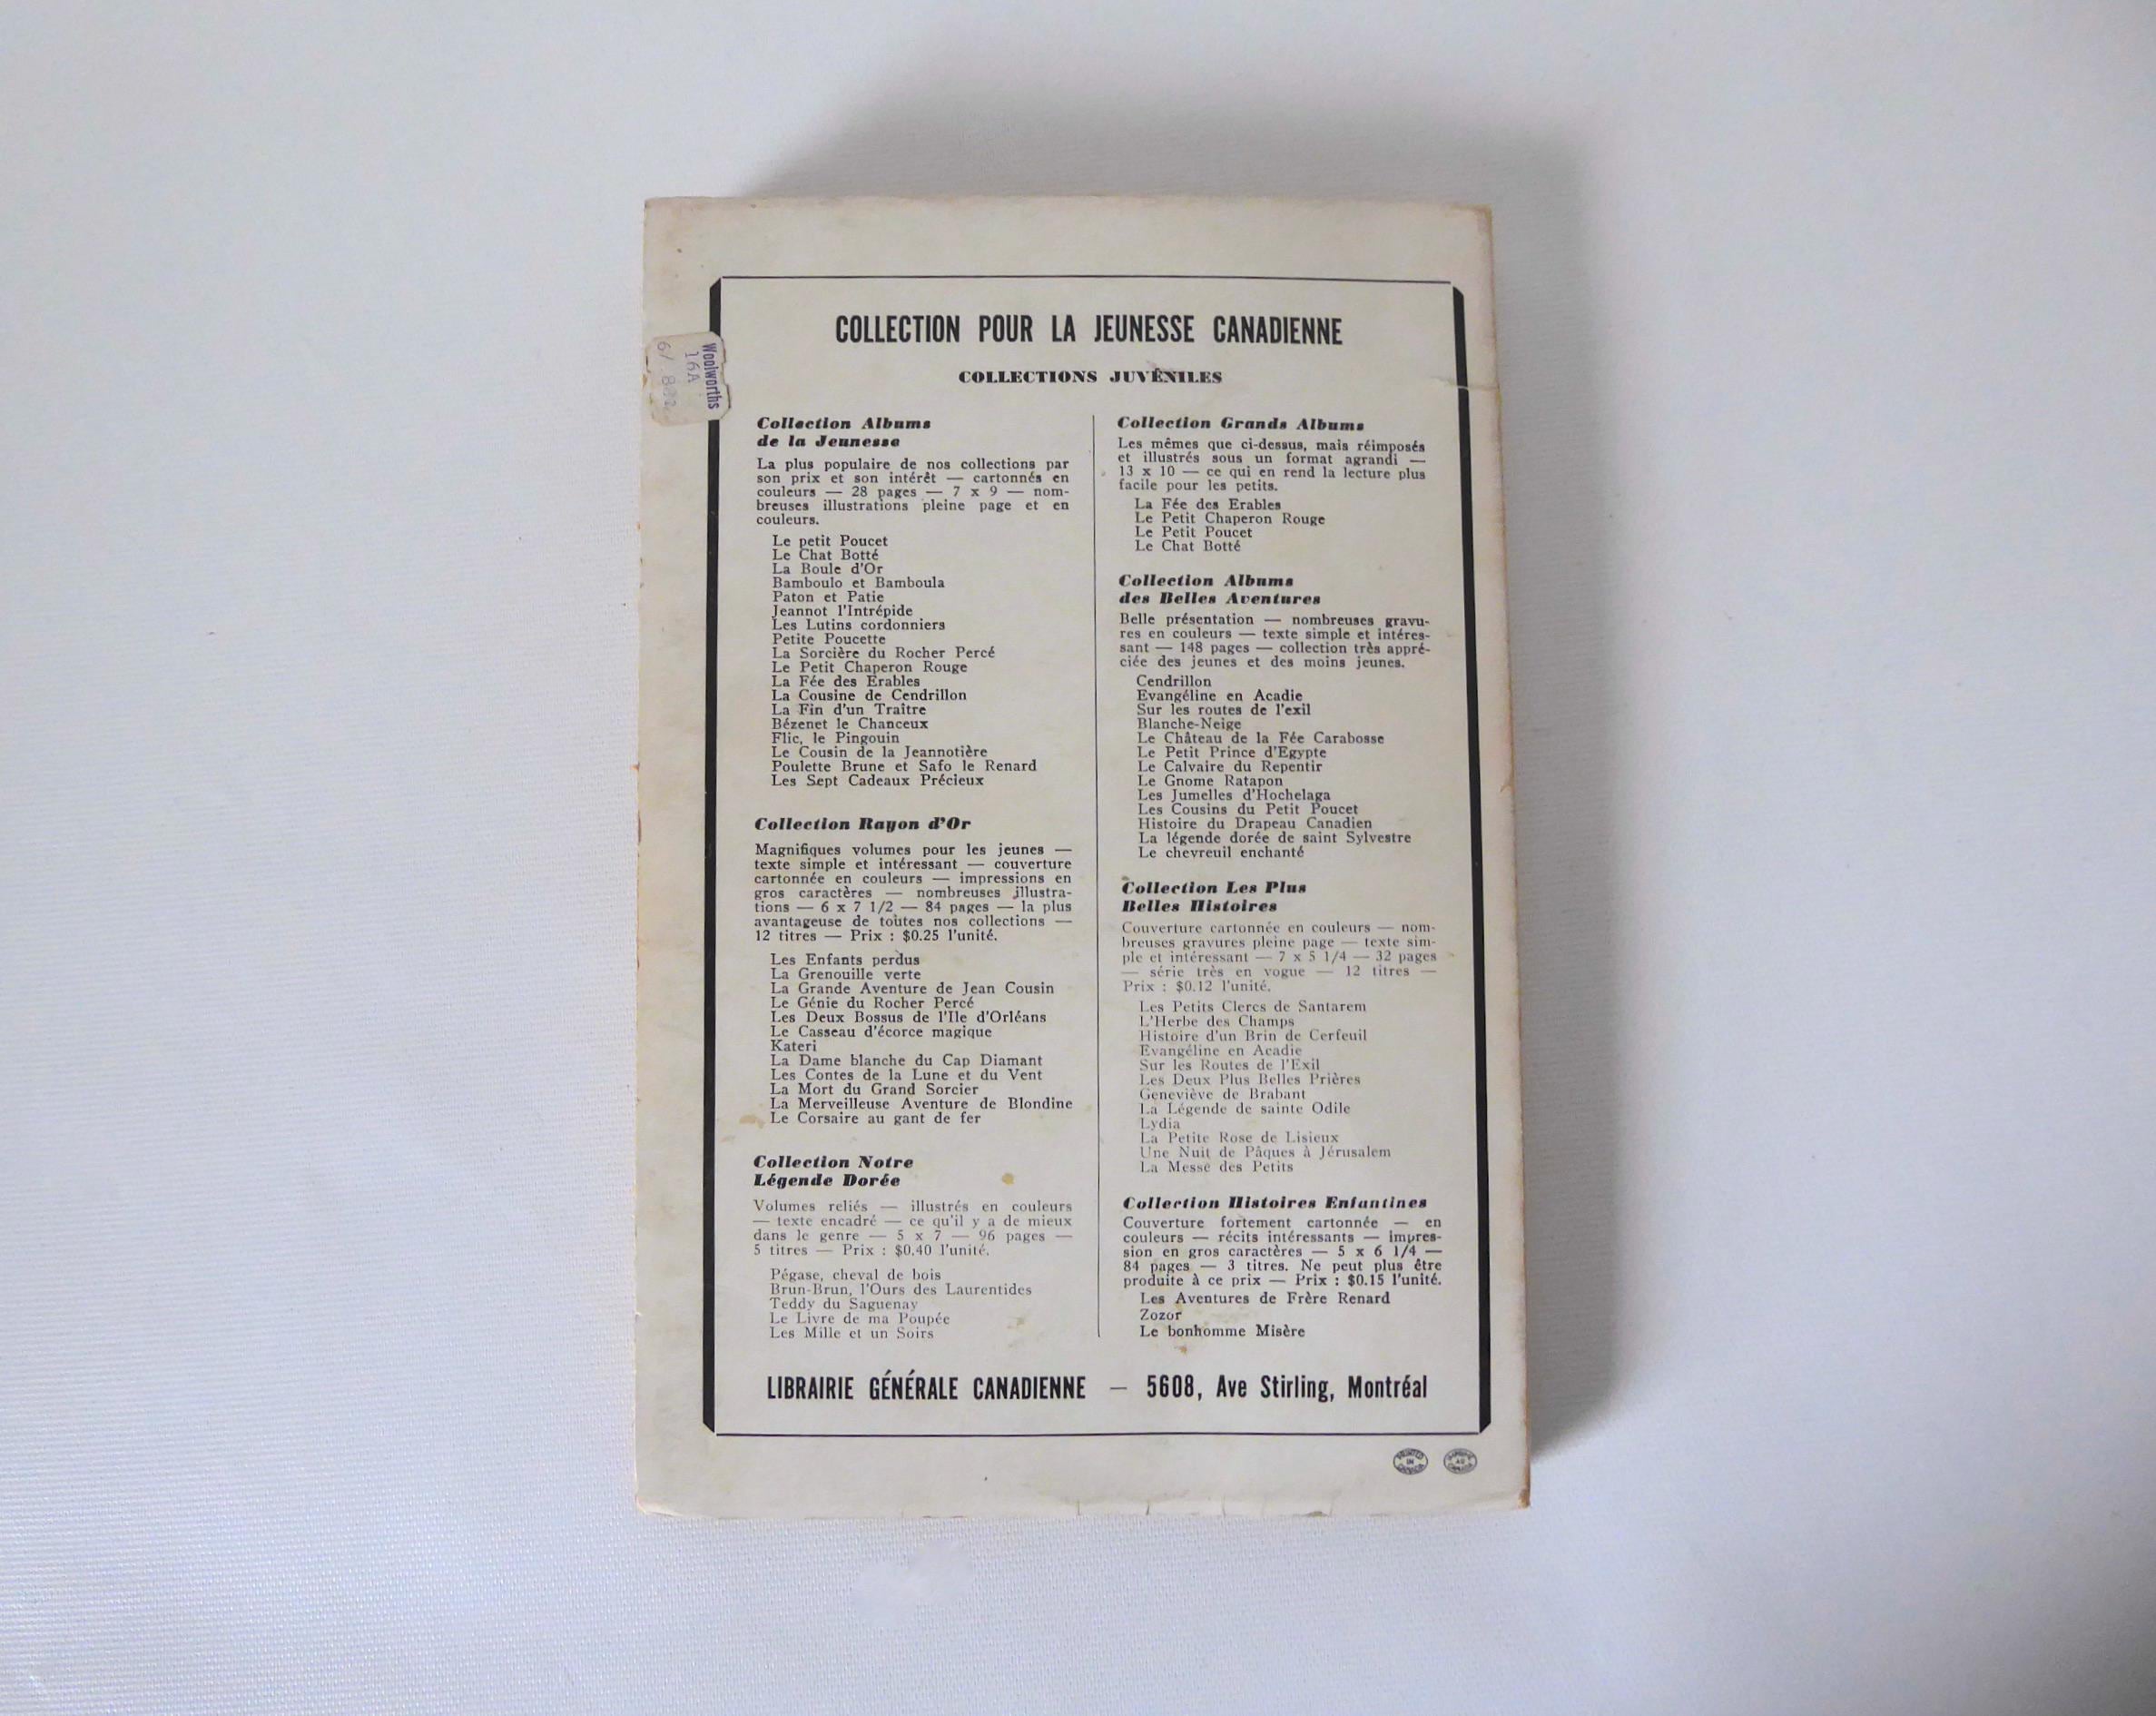 COLLECTION POUR LA JEUNESSE CANADIENNE
COLLECTIONS JUVÉNILES
Woolworths
16A
Collection Albums
de la Jeunesse
La plus populaire de nos collections par
son prix et son intérêt — cartonnés en
couleurs — 28 pages — 7 x 9 — nom-
breuses illustrations pleine page et en
couleurs.
Le petit Poucet
Le Chat Botté
La Boule d'Or
Bamboulo et Bamboula
Paton et Patie
Jeannot l'Intrépide
Les Lutins cordonniers
Petite Poucette
La Sorcière du Rocher Percé
Le Petit Chaperon Rouge
La Fée des Erables
La Cousine de Cendrillon
La Fin d'un Traître
Bézenet le Chanceux
Flic, le Pingouin
Le Cousin de la Jeannotière
Poulette Brune et Safo le Renard
Les Sept Cadeaux Précieux
Collection Rayon d'Or
Magnifiques volumes pour les jeunes —
texte simple et intéressant — couverture
cartonnée en couleurs — impressions en
gros caractères — nombreuses illustra-
tions — 6 x 7 1/2 — 84 pages — la plus
avantageuse de toutes nos collections —
12 titres — Prix : $0.25 l'unité.
Les Enfants perdus
La Grenouille verte
La Grande Aventure de Jean Cousin
Le Génie du Rocher Percé
Les Deux Bossus de l'Ile d'Orléans
Le Casseau d'écorce magique
Kateri
La Dame blanche du Cap Diamant
Les Contes de la Lune et du Vent
La Mort du Grand Sorcier
La Merveilleuse Aventure de Blondine
Le Corsaire au gant de fer
Collection Notre
Légende Dorée
Volumes reliés — illustrés en couleurs
— texte encadré — ce qu'il y a de mieux
dans le genre — 5 x 7 — 96 pages —
5 titres — Prix : $0.40 l'unité.
Pégase, cheval de bois
Brun-Brun, l'Ours des Laurentides
Teddy du Saguenay
Le Livre de ma Poupée
Les Mille et un Soirs
Collection Grands Albums
Les mêmes que ci-dessus, mais réimposés
et illustrés sous un format agrandi —
13 x 10 — ce qui en rend la lecture plus
facile pour les petits.
La Fée des Erables
Le Petit Chaperon Rouge
Le Petit Poucet
Le Chat Botté
Collection Albums
des Belles Aventures
Belle présentation — nombreuses gravu-
res en couleurs — texte simple et intéres-
sant — 148 pages — collection très appré-
ciée des jeunes et des moins jeunes.
Cendrillon
Evangéline en Acadie
Sur les routes de l'exil
Blanche-Neige
Le Château de la Fée Carabosse
Le Petit Prince d'Egypte
Le Calvaire du Repentir
Le Gnome Ratapon
Les Jumelles d'Hochelaga
Les Cousins du Petit Poucet
Histoire du Drapeau Canadien
La légende dorée de saint Sylvestre
Le chevreuil enchanté
Collection Les Plus
Belles Histoires
Couverture cartonnée en couleurs — nom-
breuses gravures pleine page — texte sim-
ple et intéressant — 7 x 5 1/4 — 32 pages
— série très en vogue — 12 titres —
Prix : $0.12 l'unité.
Les Petits Clercs de Santarem
L'Herbe des Champs
Histoire d'un Brin de Cerfeuil
Evangéline en Acadie
Sur les Routes de l'Exil
Les Deux Plus Belles Prières
Geneviève de Brabant
La Légende de sainte Odile
Lydia
La Petite Rose de Lisieux
Une Nuit de Pâques à Jérusalem
La Messe des Petits
Collection Histoires Enfantines
Couverture fortement cartonnée — en
couleurs — récits intéressants — impres-
sion en gros caractères — 5 x 6 1/4 —
84 pages — 3 titres. Ne peut plus être
produite à ce prix — Prix : $0.15 l'unité.
Les Aventures de Frère Renard
Zozor
Le bonhomme Misère
LIBRAIRIE GÉNÉRALE CANADIENNE — 5608, Ave Stirling, Montréal
PRINTED IN CANADA